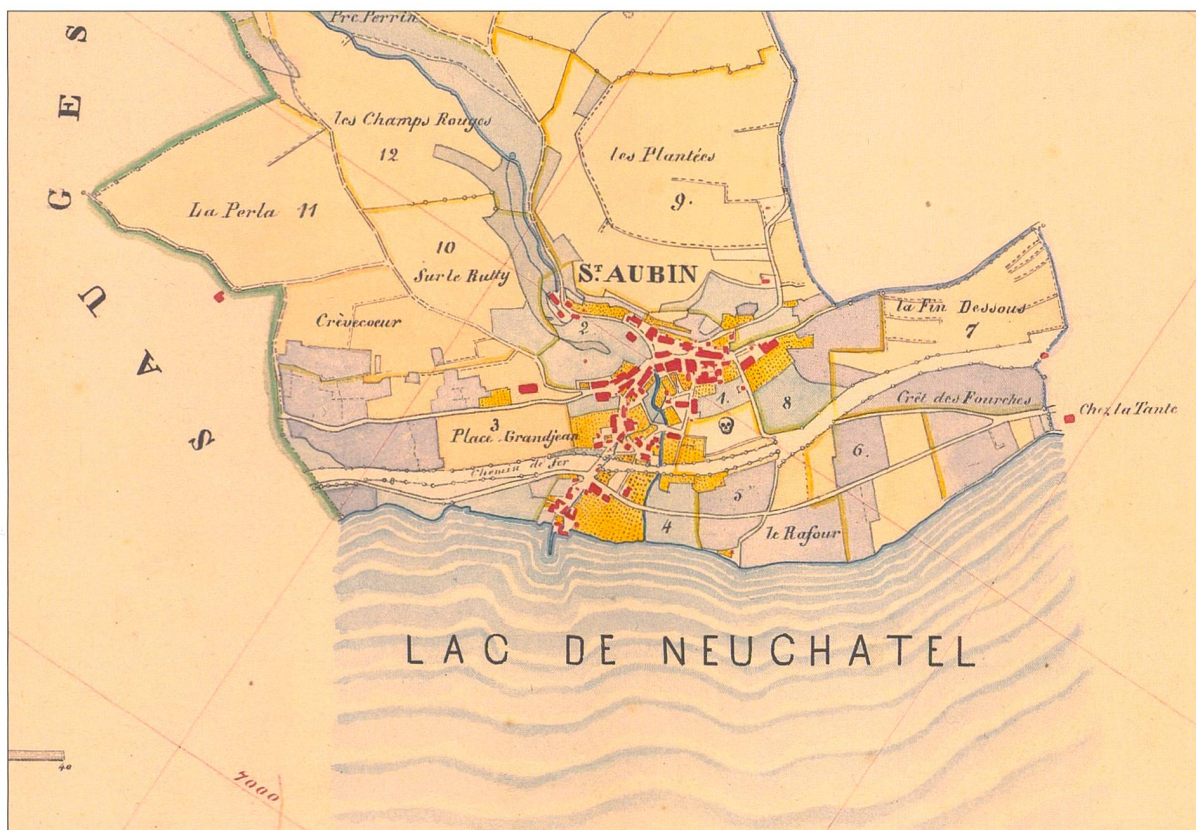 Pré Perrin
les Champs Rouges
12
les Plantées
9.
La Perla 11
10
Sur le Rutty
ST. AUBIN
Crèvecoeur
2
la Fin Dessous
7
1.
8
Crêt des Fourches
Chez la Tante
3
Place Grandjean
6.
Chemin de fer
5
4
le Rafour
SAUGES
LAC DE NEUCHATEL
40
7000